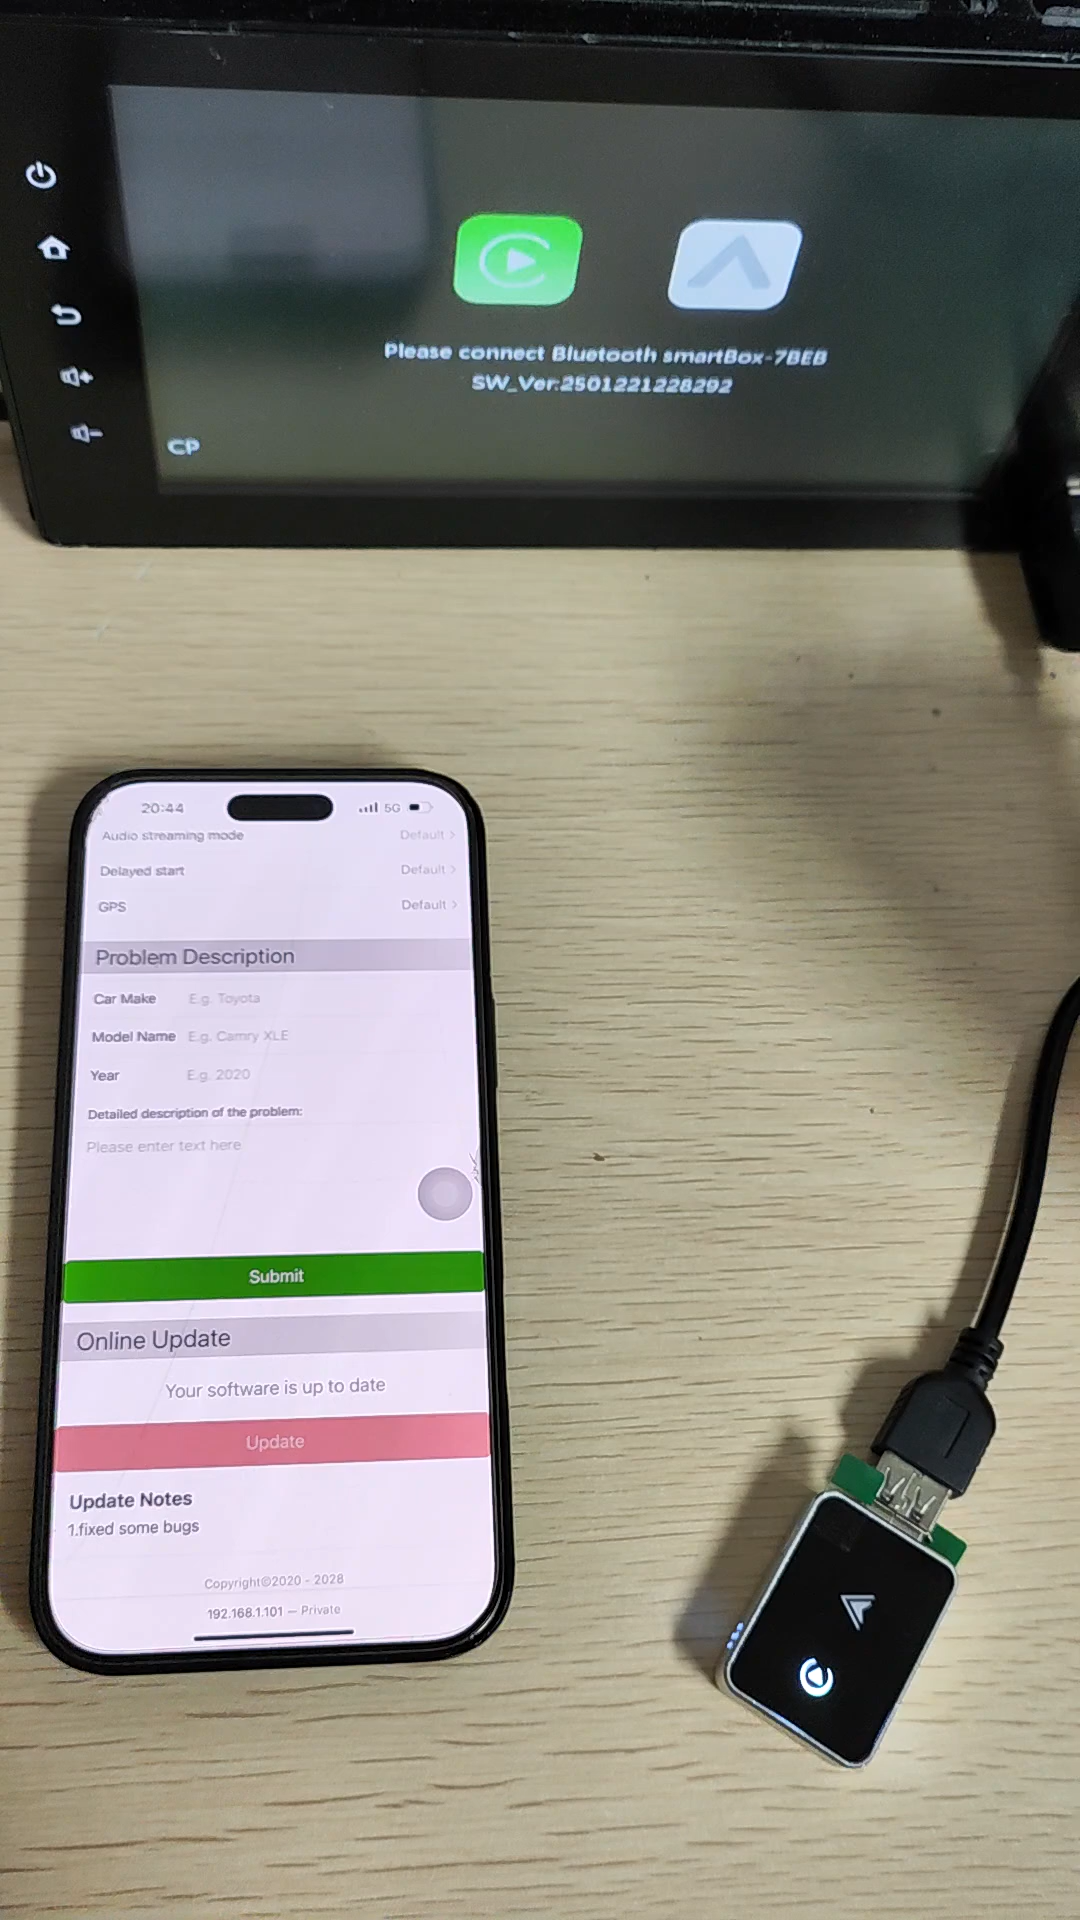 Please connect Bluetooth smartBox-7BEB
SW_Ver:2501221228292
CP
20:44
5G
Audio streaming mode Default >
Delayed start Default >
GPS Default >
Problem Description
Car Make E.g. Toyota
Model Name E.g. Camry XLE
Year E.g. 2020
Detailed description of the problem:
Please enter text here
Submit
Online Update
Your software is up to date
Update
Update Notes
1.fixed some bugs
Copyright©2020 - 2028
192.168.1.101 — Private